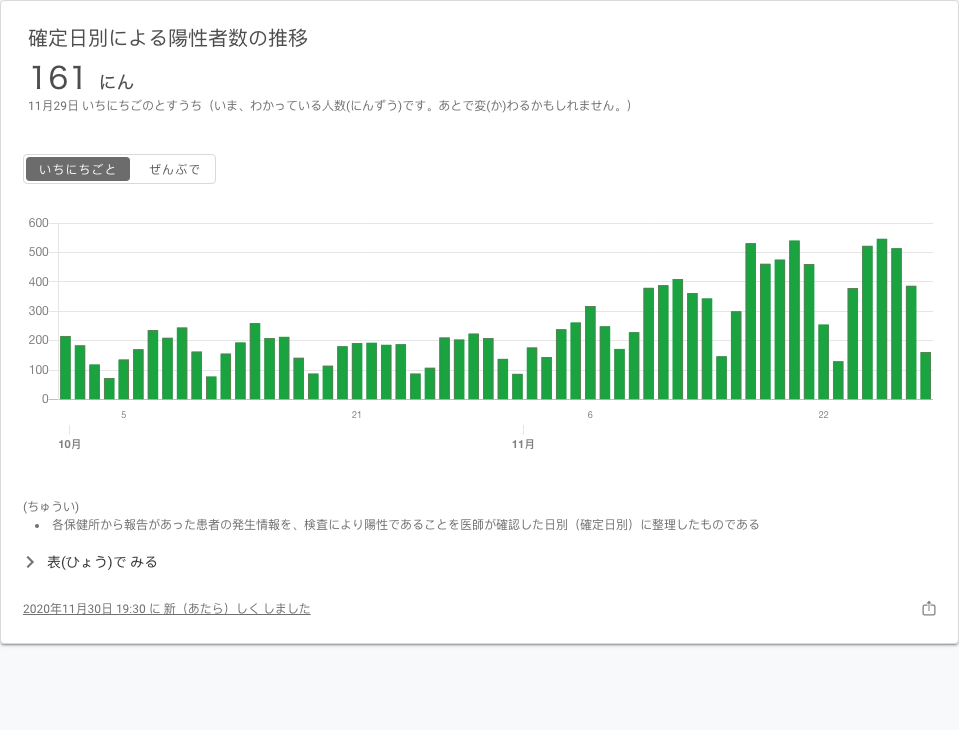 確定日別による陽性者数の推移
161 にん
11月29日 いちにちごのとすうち（いま、わかっている人数(にんずう)です。あとで変(か)わるかもしれません。）
いちにちごと ぜんぶで
600
500
400
300
200
100
0
5 21 6 22
10月 11月
(ちゅうい)
• 各保健所から報告があった患者の発生情報を、検査により陽性であることを医師が確認した日別（確定日別）に整理したものである
表(ひょう)で みる
2020年11月30日 19:30 に 新（あたら）しく しました